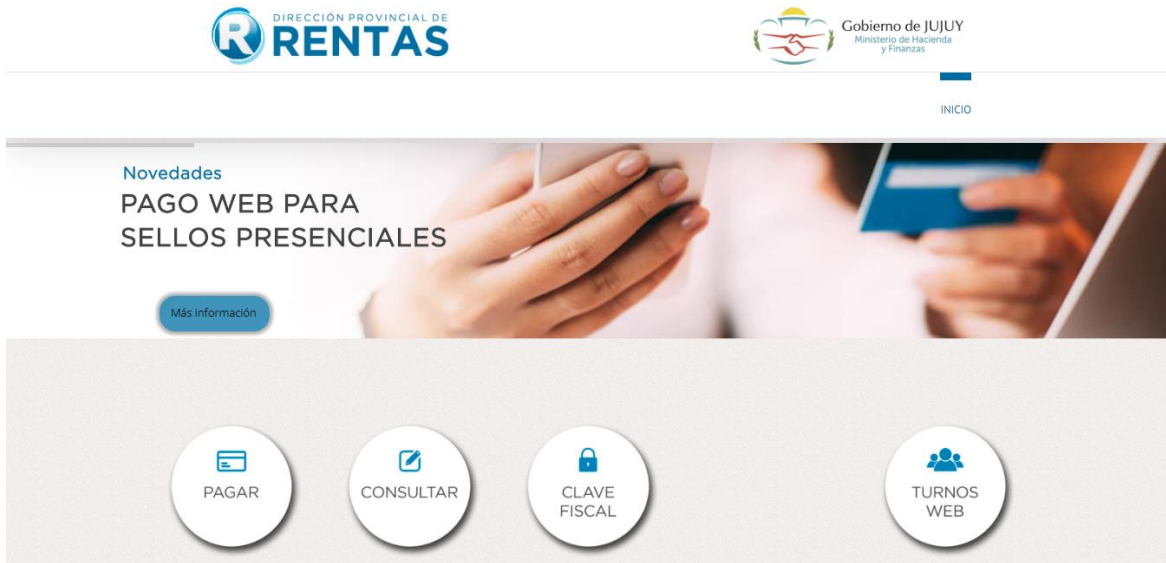 DIRECCIÓN PROVINCIAL DE
RENTAS
Gobierno de JUJUY
Ministerio de Hacienda
y Finanzas
INICIO
Novedades
PAGO WEB PARA
SELLOS PRESENCIALES
Más información
PAGAR
CONSULTAR
CLAVE
FISCAL
TURNOS
WEB